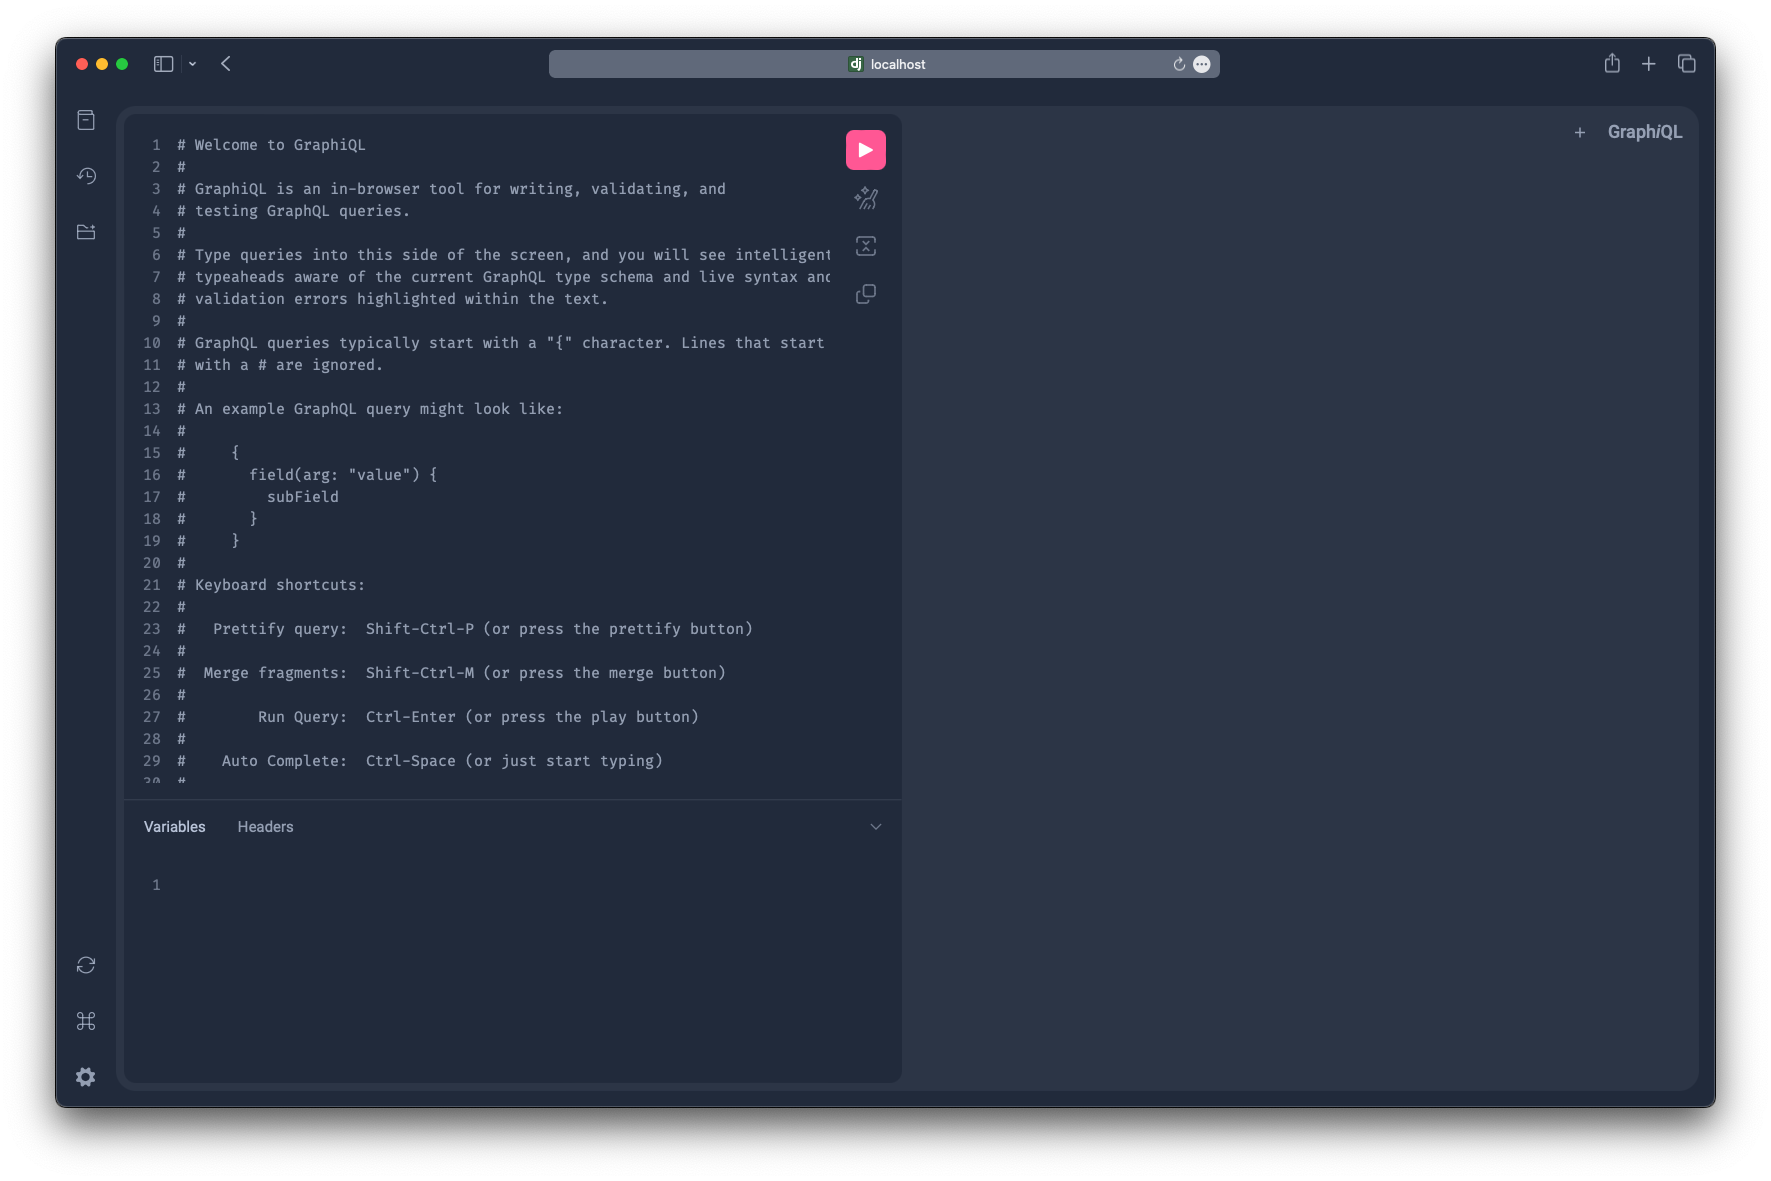 dj localhost
+ GraphiQL
1 # Welcome to GraphiQL
2 #
3 # GraphiQL is an in-browser tool for writing, validating, and
4 # testing GraphQL queries.
5 #
6 # Type queries into this side of the screen, and you will see intelligent
7 # typeaheads aware of the current GraphQL type schema and live syntax and
8 # validation errors highlighted within the text.
9 #
10 # GraphQL queries typically start with a "{" character. Lines that start
11 # with a # are ignored.
12 #
13 # An example GraphQL query might look like:
14 #
15 #     {
16 #       field(arg: "value") {
17 #         subField
18 #       }
19 #     }
20 #
21 # Keyboard shortcuts:
22 #
23 #   Prettify query:  Shift-Ctrl-P (or press the prettify button)
24 #
25 #  Merge fragments:  Shift-Ctrl-M (or press the merge button)
26 #
27 #        Run Query:  Ctrl-Enter (or press the play button)
28 #
29 #    Auto Complete:  Ctrl-Space (or just start typing)
30 #
Variables Headers
1